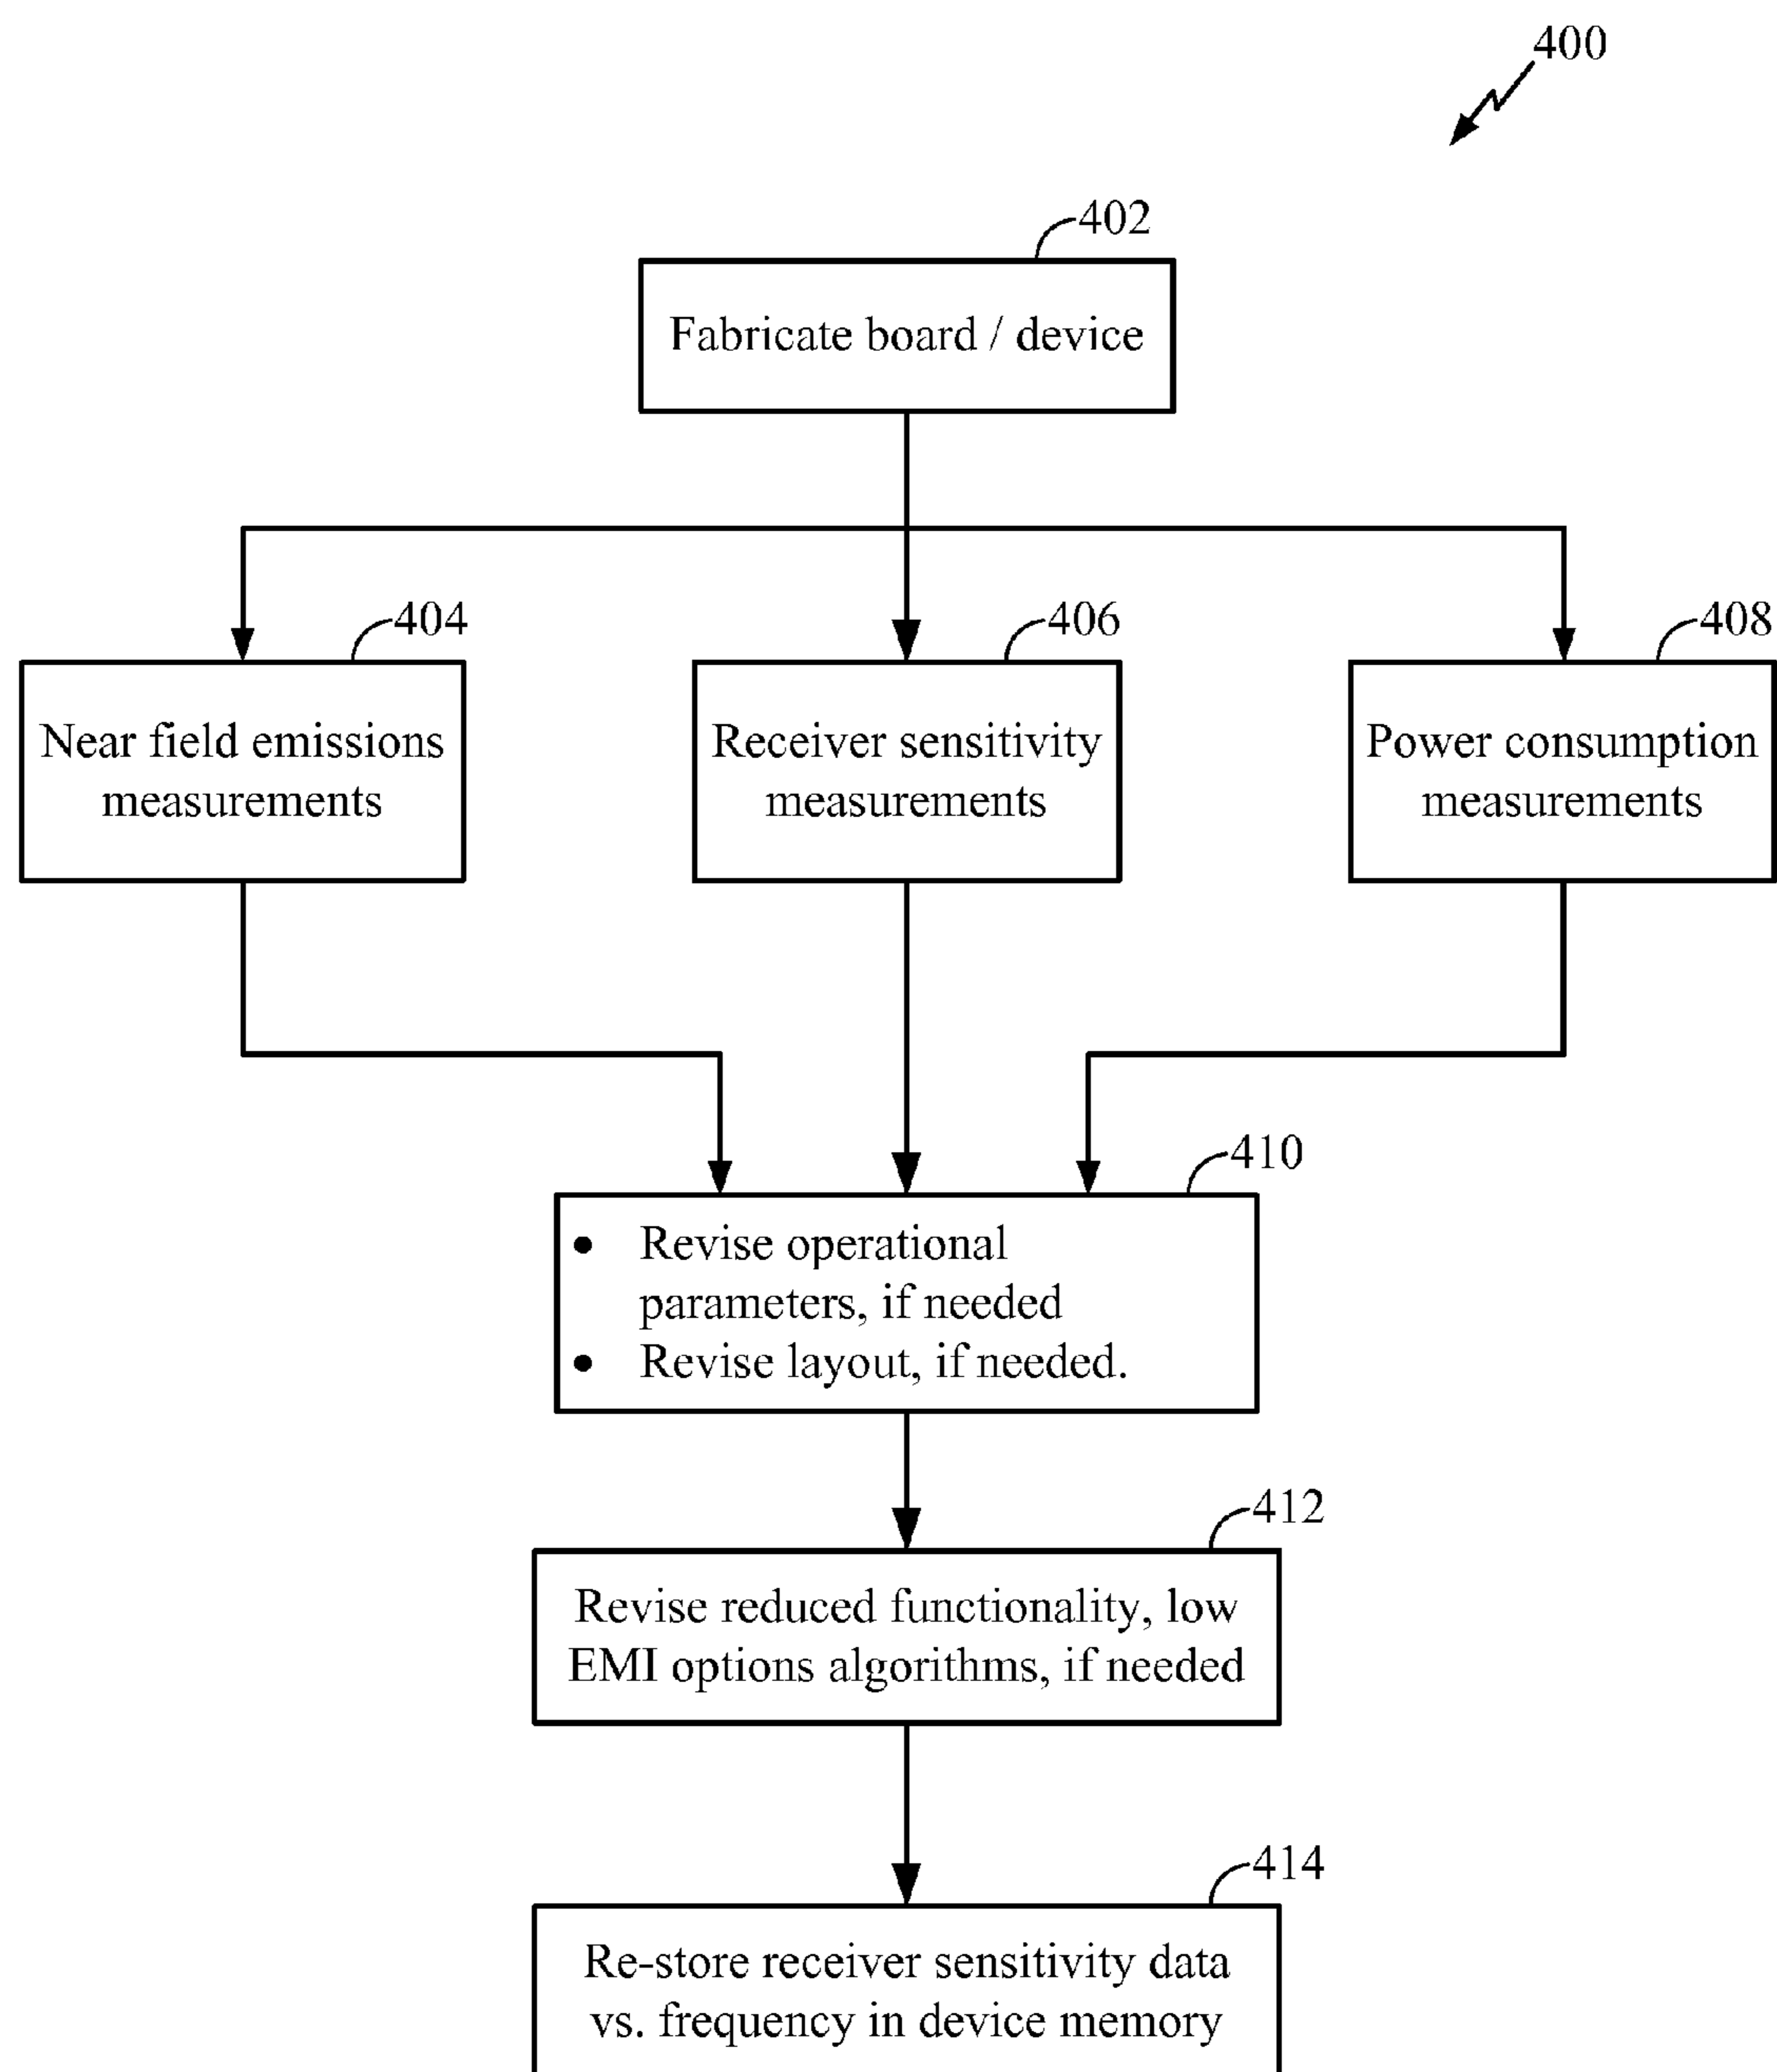 400
402
Fabricate board / device
404
406
408
Near field emissions
measurements
Receiver sensitivity
measurements
Power consumption
measurements
410
• Revise operational
parameters, if needed
• Revise layout, if needed.
412
Revise reduced functionality, low
EMI options algorithms, if needed
414
Re-store receiver sensitivity data
vs. frequency in device memory